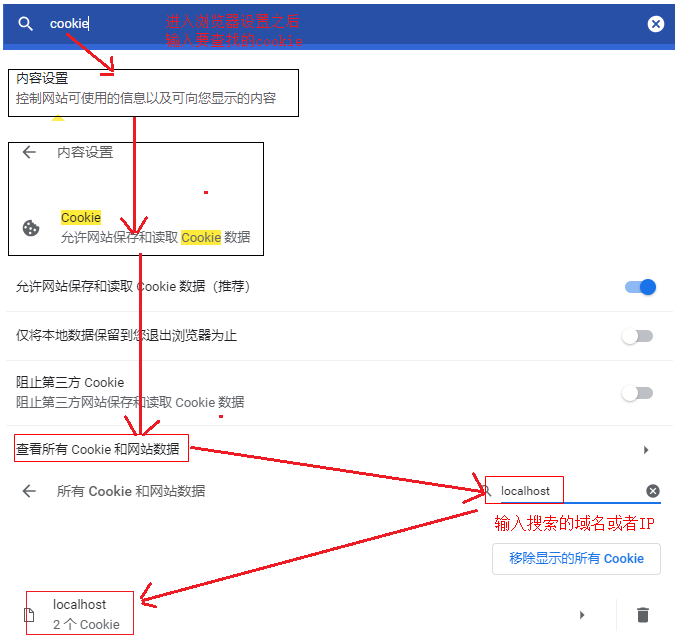 cookie
进入浏览器设置之后
输入要查找的cookie
内容设置
控制网站可使用的信息以及可向您显示的内容
内容设置
Cookie
允许网站保存和读取 Cookie 数据
允许网站保存和读取 Cookie 数据（推荐）
仅将本地数据保留到您退出浏览器为止
阻止第三方 Cookie
阻止第三方网站保存和读取 Cookie 数据
查看所有 Cookie 和网站数据
所有 Cookie 和网站数据
localhost
输入搜索的域名或者IP
移除显示的所有 Cookie
localhost
2 个 Cookie